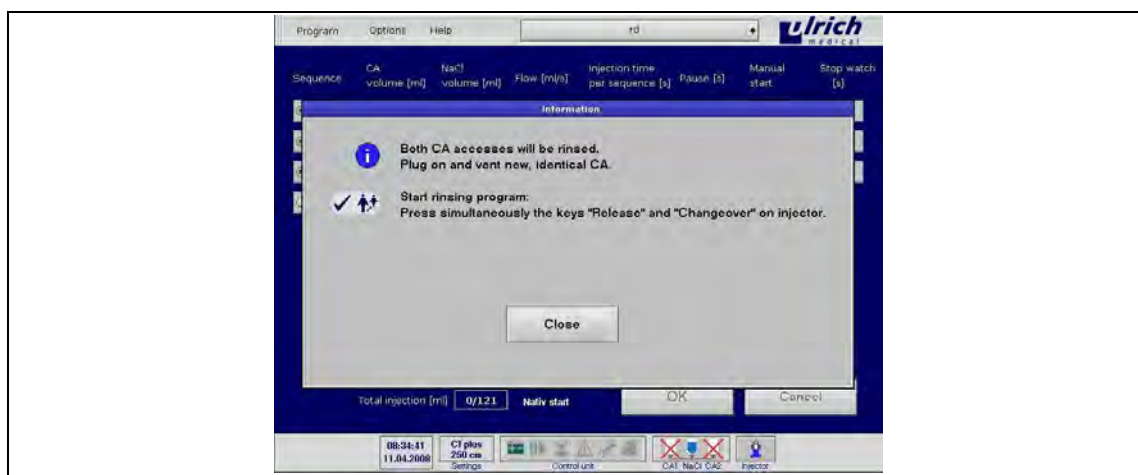 Program Options Help rd ulrich
medical
Sequence CA volume [ml] NaCl volume [ml] Flow [ml/s] Injection time per sequence [s] Pause [s] Manual start Stop watch [s]
Information
Both CA accesses will be rinsed.
Plug on and vent new, identical CA.
Start rinsing program:
Press simultaneously the keys "Release" and "Changeover" on injector.
Close
Total injection [ml] 0/121 Nativ start OK Cancel
08:34:41 CT plus
11.04.2008 250 cm
Settings Control unit CA1 NaCl CA2 Injector